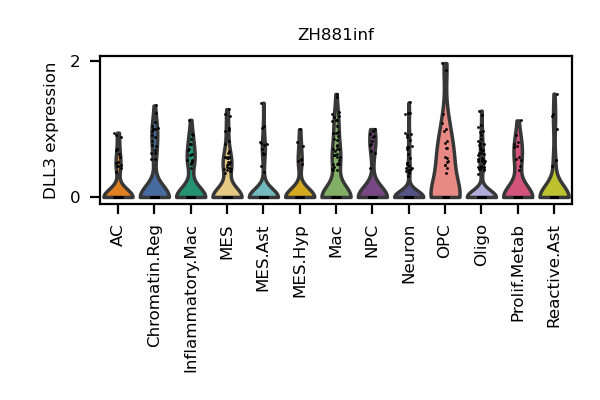 ZH881inf
DLL3 expression
2
0
AC
Chromatin.Reg
Inflammatory.Mac
MES
MES.Ast
MES.Hyp
Mac
NPC
Neuron
OPC
Oligo
Prolif.Metab
Reactive.Ast